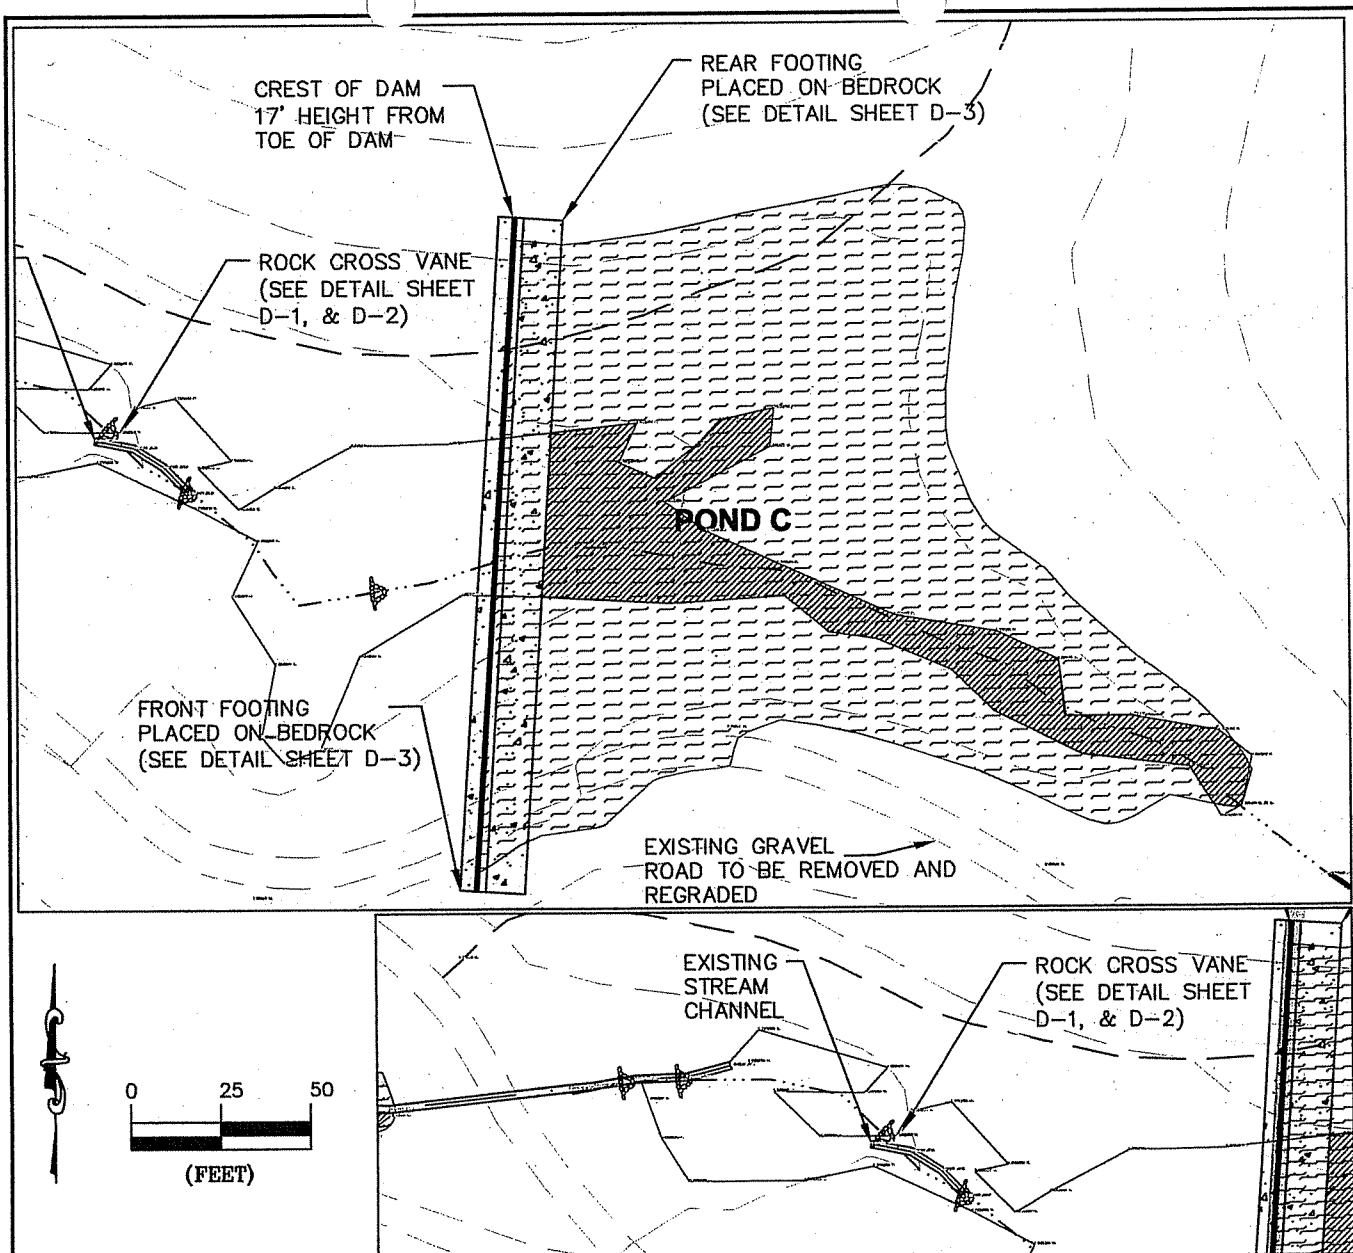 CREST OF DAM
17' HEIGHT FROM
TOE OF DAM
REAR FOOTING
PLACED ON BEDROCK
(SEE DETAIL SHEET D-3)
ROCK CROSS VANE
(SEE DETAIL SHEET
D-1, & D-2)
POND C
FRONT FOOTING
PLACED ON BEDROCK
(SEE DETAIL SHEET D-3)
EXISTING GRAVEL
ROAD TO BE REMOVED AND
REGRADED
EXISTING
STREAM
CHANNEL
ROCK CROSS VANE
(SEE DETAIL SHEET
D-1, & D-2)
0 25 50
(FEET)